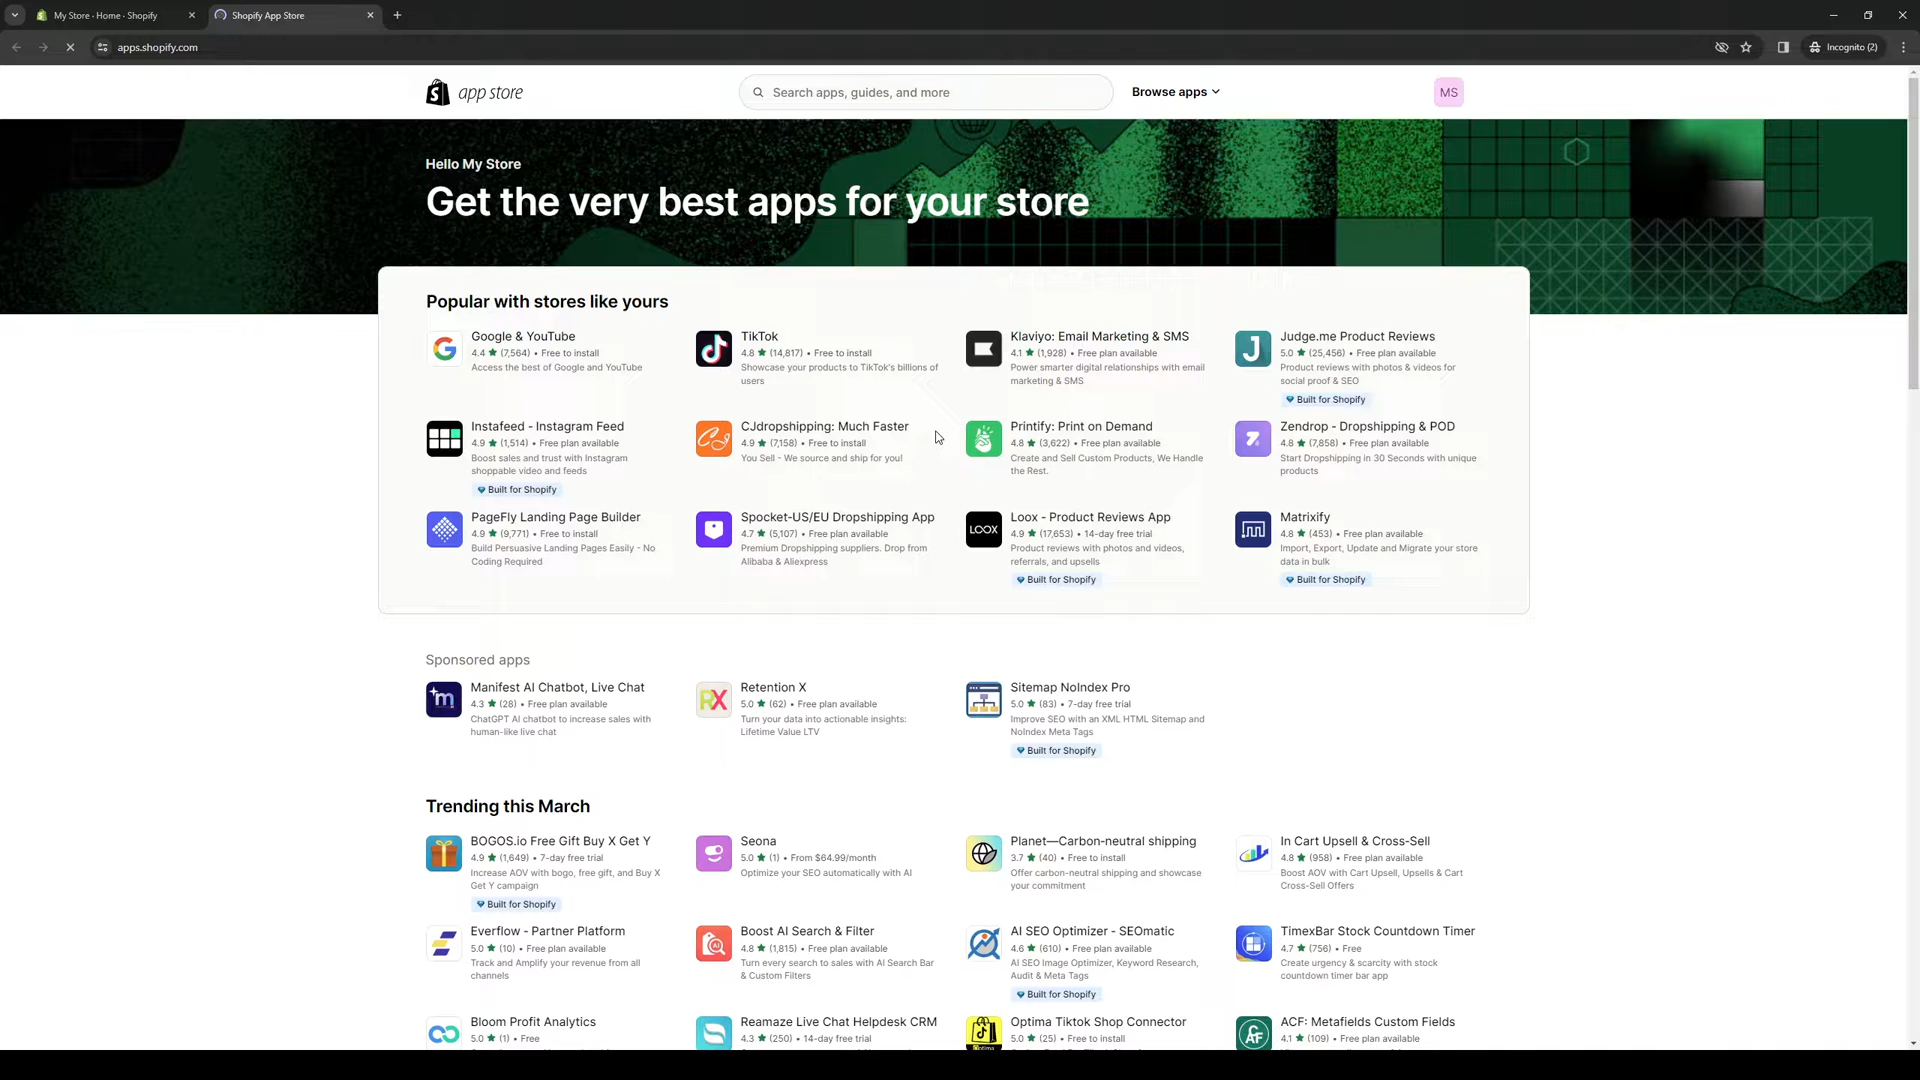 My Store · Home · Shopify
Shopify App Store
apps.shopify.com
Incognito (2)
app store
Search apps, guides, and more
Browse apps
MS
Hello My Store
Get the very best apps for your store
Popular with stores like yours
Google & YouTube
4.4 ★ (7,564) • Free to install
Access the best of Google and YouTube
TikTok
4.8 ★ (14,817) • Free to install
Showcase your products to TikTok's billions of
users
Klaviyo: Email Marketing & SMS
4.1 ★ (1,928) • Free plan available
Power smarter digital relationships with email
marketing & SMS
Judge.me Product Reviews
5.0 ★ (25,456) • Free plan available
Product reviews with photos & videos for
social proof & SEO
Built for Shopify
Instafeed - Instagram Feed
4.9 ★ (1,514) • Free plan available
Boost sales and trust with Instagram
shoppable video and feeds
Built for Shopify
CJdropshipping: Much Faster
4.9 ★ (7,158) • Free to install
You Sell - We source and ship for you!
Printify: Print on Demand
4.8 ★ (3,622) • Free plan available
Create and Sell Custom Products, We Handle
the Rest.
Zendrop - Dropshipping & POD
4.8 ★ (7,858) • Free plan available
Start Dropshipping in 30 Seconds with unique
products
PageFly Landing Page Builder
4.9 ★ (9,771) • Free to install
Build Persuasive Landing Pages Easily - No
Coding Required
Spocket‑US/EU Dropshipping App
4.7 ★ (5,107) • Free plan available
Premium Dropshipping suppliers. Drop from
Alibaba & Aliexpress
LOOX
Loox - Product Reviews App
4.9 ★ (17,653) • 14-day free trial
Product reviews with photos and videos,
referrals, and upsells
Built for Shopify
Matrixify
4.8 ★ (453) • Free plan available
Import, Export, Update and Migrate your store
data in bulk
Built for Shopify
Sponsored apps
Manifest AI Chatbot, Live Chat
4.3 ★ (28) • Free plan available
ChatGPT AI chatbot to increase sales with
human-like live chat
RX
Retention X
5.0 ★ (62) • Free plan available
Turn your data into actionable insights:
Lifetime Value LTV
Sitemap NoIndex Pro
5.0 ★ (83) • 7-day free trial
Improve SEO with an XML HTML Sitemap and
NoIndex Meta Tags
Built for Shopify
Trending this March
BOGOS.io Free Gift Buy X Get Y
4.9 ★ (1,649) • 7-day free trial
Increase AOV with bogo, free gift, and Buy X
Get Y campaign
Built for Shopify
Seona
5.0 ★ (1) • From $64.99/month
Optimize your SEO automatically with AI
Planet—Carbon‑neutral shipping
3.7 ★ (40) • Free to install
Offer carbon-neutral shipping and showcase
your commitment
In Cart Upsell & Cross‑Sell
4.8 ★ (958) • Free plan available
Boost AOV with Cart Upsell, Upsells & Cart
Cross-Sell Offers
Everflow - Partner Platform
5.0 ★ (10) • Free plan available
Track and Amplify your revenue from all
channels
Boost AI Search & Filter
4.8 ★ (1,815) • Free plan available
Turn every search to sales with AI Search Bar
& Custom Filters
AI SEO Optimizer - SEOmatic
4.6 ★ (610) • Free plan available
AI SEO Image Optimizer, Keyword Research,
Audit & Meta Tags
Built for Shopify
TimexBar Stock Countdown Timer
4.7 ★ (756) • Free
Create urgency & scarcity with stock
countdown timer bar app
Bloom Profit Analytics
5.0 ★ (1) • Free
Reamaze Live Chat Helpdesk CRM
4.3 ★ (250) • 14-day free trial
Optima
Optima Tiktok Shop Connector
5.0 ★ (25) • Free to install
ACF: Metafields Custom Fields
4.1 ★ (109) • Free plan available